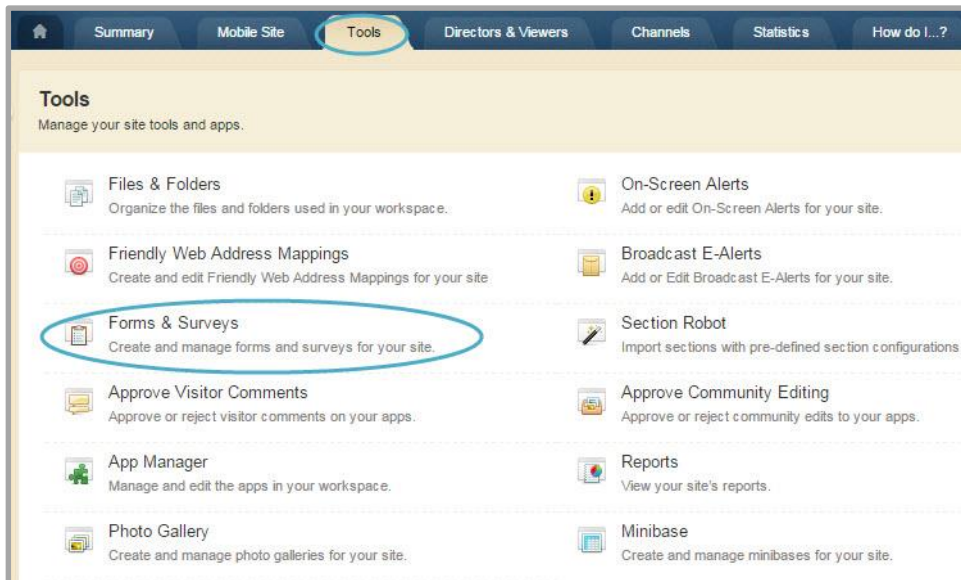 Summary
Mobile Site
Tools
Directors & Viewers
Channels
Statistics
How do I...?
Tools
Manage your site tools and apps.
Files & Folders
Organize the files and folders used in your workspace.
On-Screen Alerts
Add or edit On-Screen Alerts for your site.
Friendly Web Address Mappings
Create and edit Friendly Web Address Mappings for your site
Broadcast E-Alerts
Add or Edit Broadcast E-Alerts for your site.
Forms & Surveys
Create and manage forms and surveys for your site.
Section Robot
Import sections with pre-defined section configurations
Approve Visitor Comments
Approve or reject visitor comments on your apps.
Approve Community Editing
Approve or reject community edits to your apps.
App Manager
Manage and edit the apps in your workspace.
Reports
View your site's reports.
Photo Gallery
Create and manage photo galleries for your site.
Minibase
Create and manage minibases for your site.